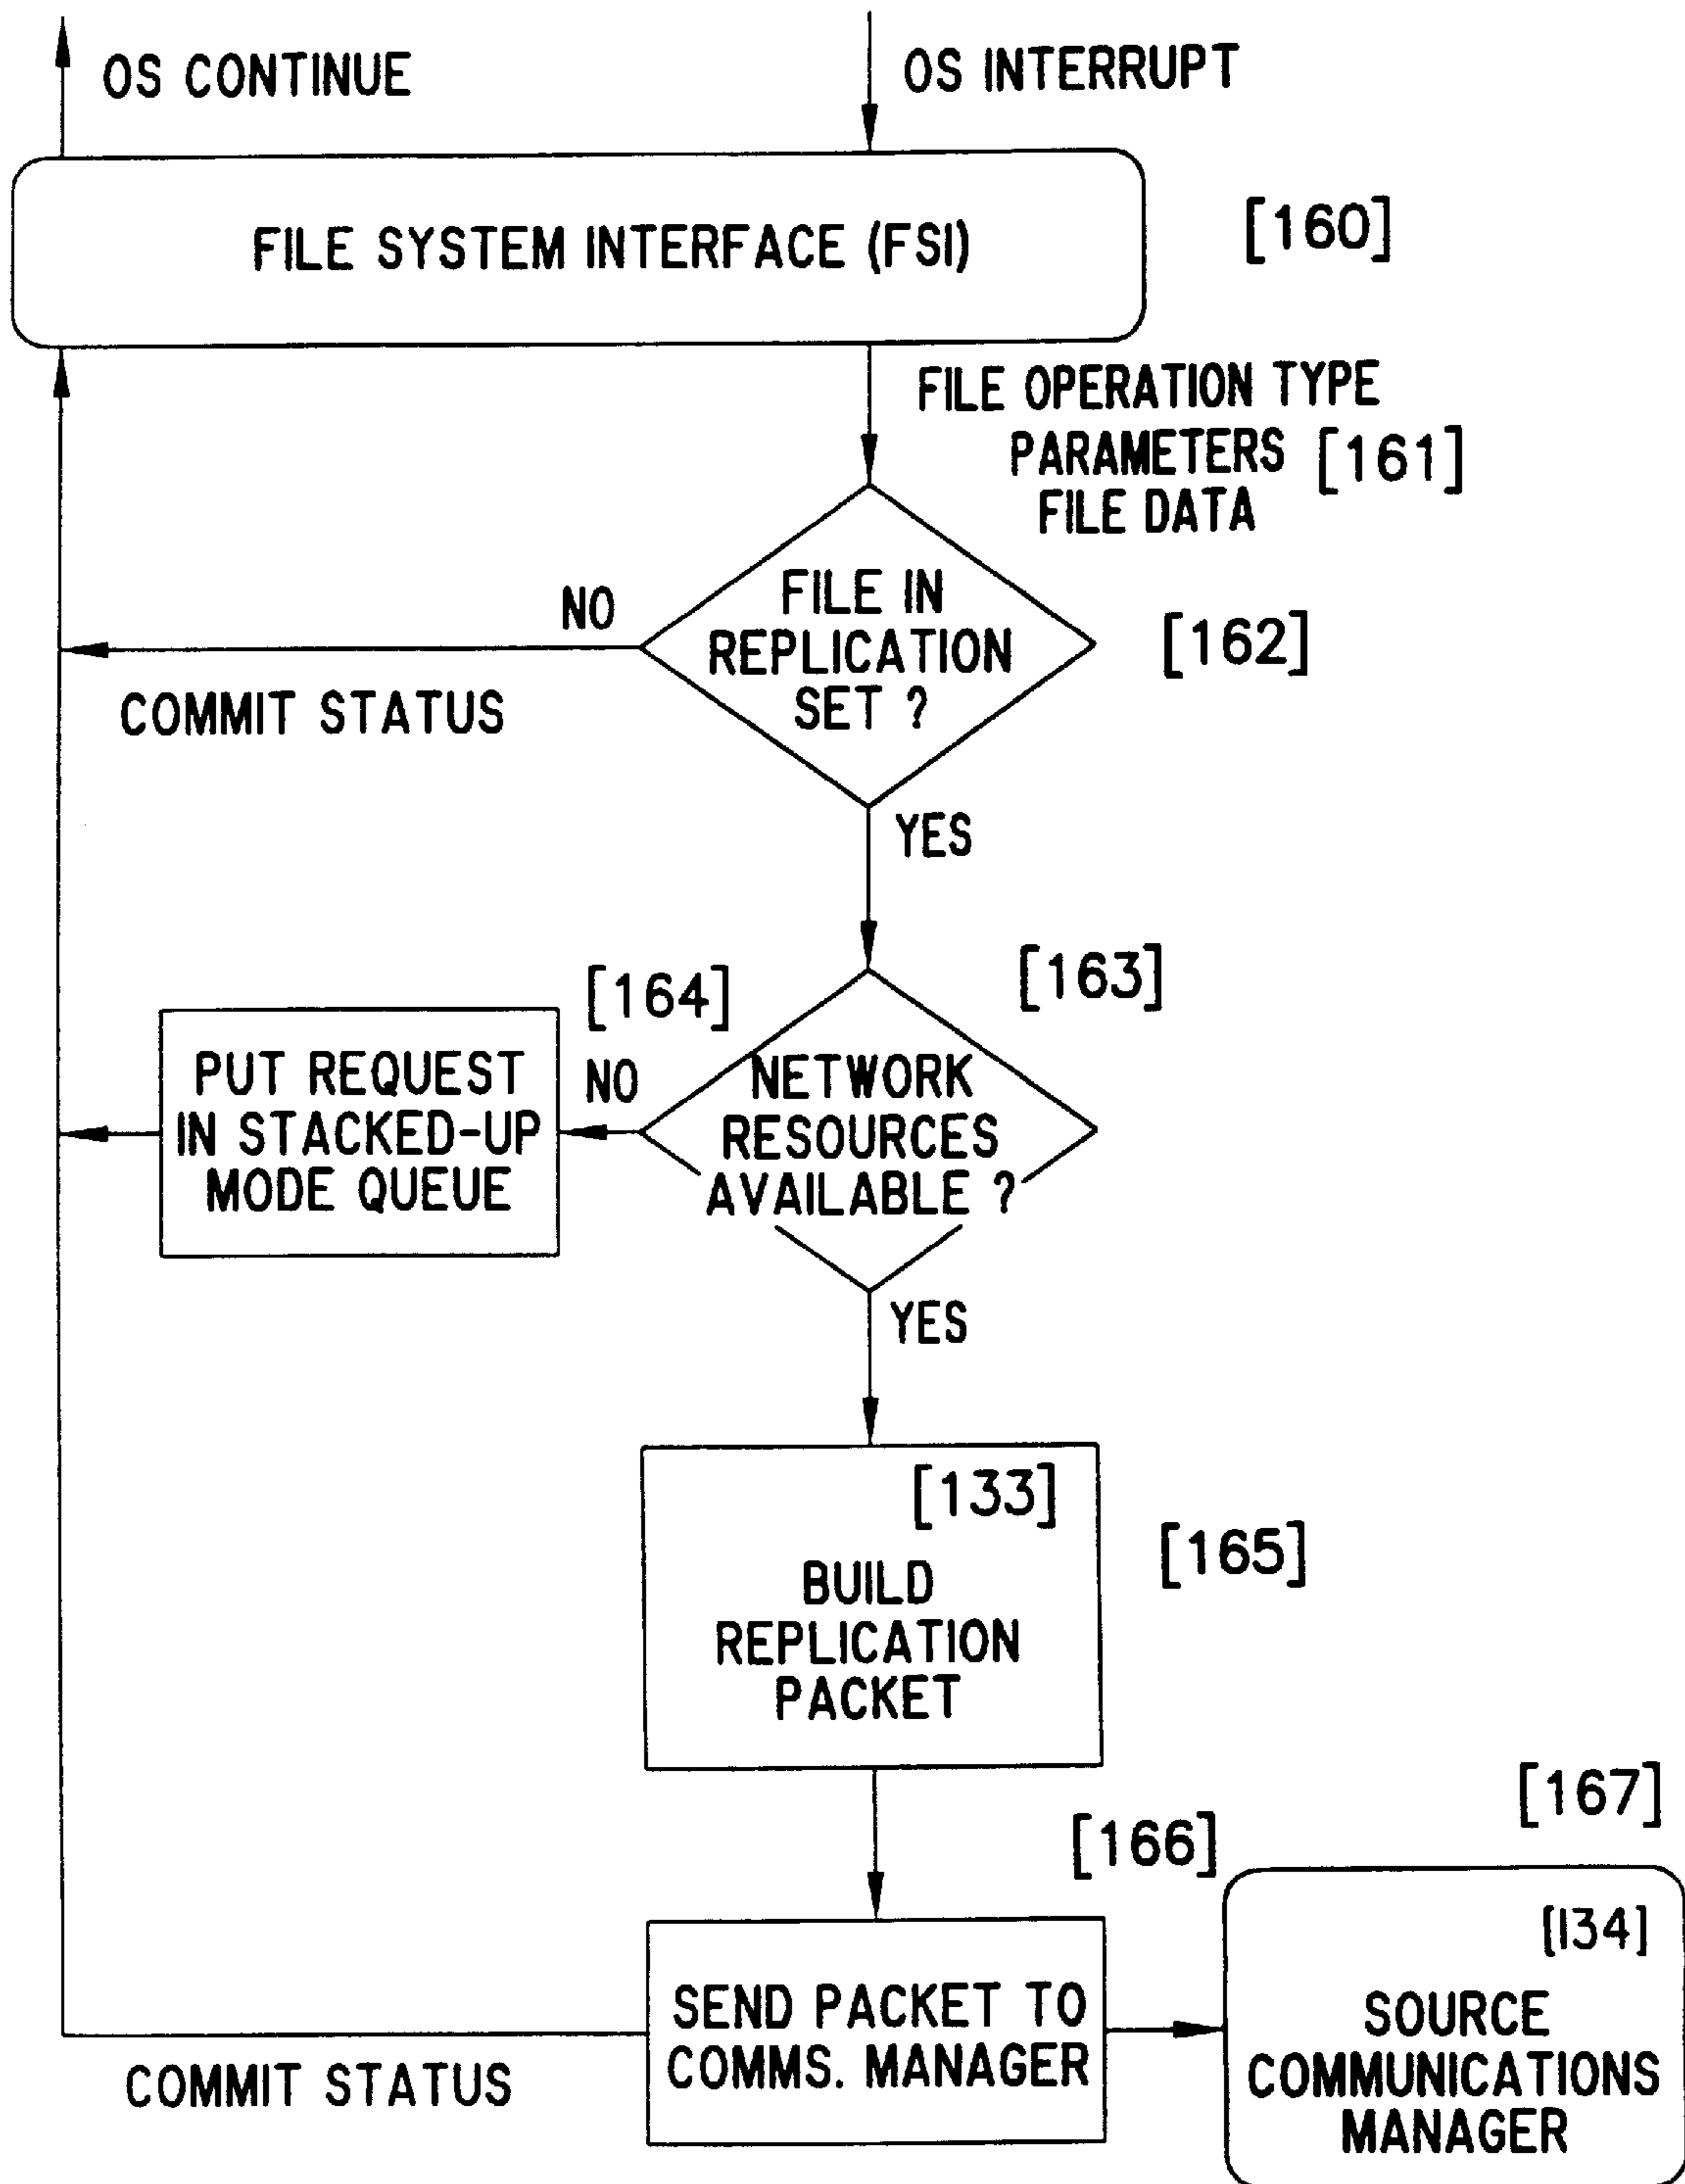 OS CONTINUE
OS INTERRUPT
FILE SYSTEM INTERFACE (FSI)
[160]
FILE OPERATION TYPE
PARAMETERS [161]
FILE DATA
FILE IN
REPLICATION
SET ?
[162]
NO
COMMIT STATUS
YES
[163]
[164]
NETWORK
RESOURCES
AVAILABLE ?
NO
PUT REQUEST
IN STACKED-UP
MODE QUEUE
YES
[133]
BUILD
REPLICATION
PACKET
[165]
[166]
SEND PACKET TO
COMMS. MANAGER
COMMIT STATUS
[167]
[134]
SOURCE
COMMUNICATIONS
MANAGER